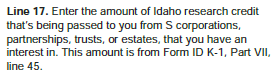 Line 17. Enter the amount of Idaho research credit
that's being passed to you from S corporations,
partnerships, trusts, or estates, that you have an
interest in. This amount is from Form ID K-1, Part VII,
line 45.